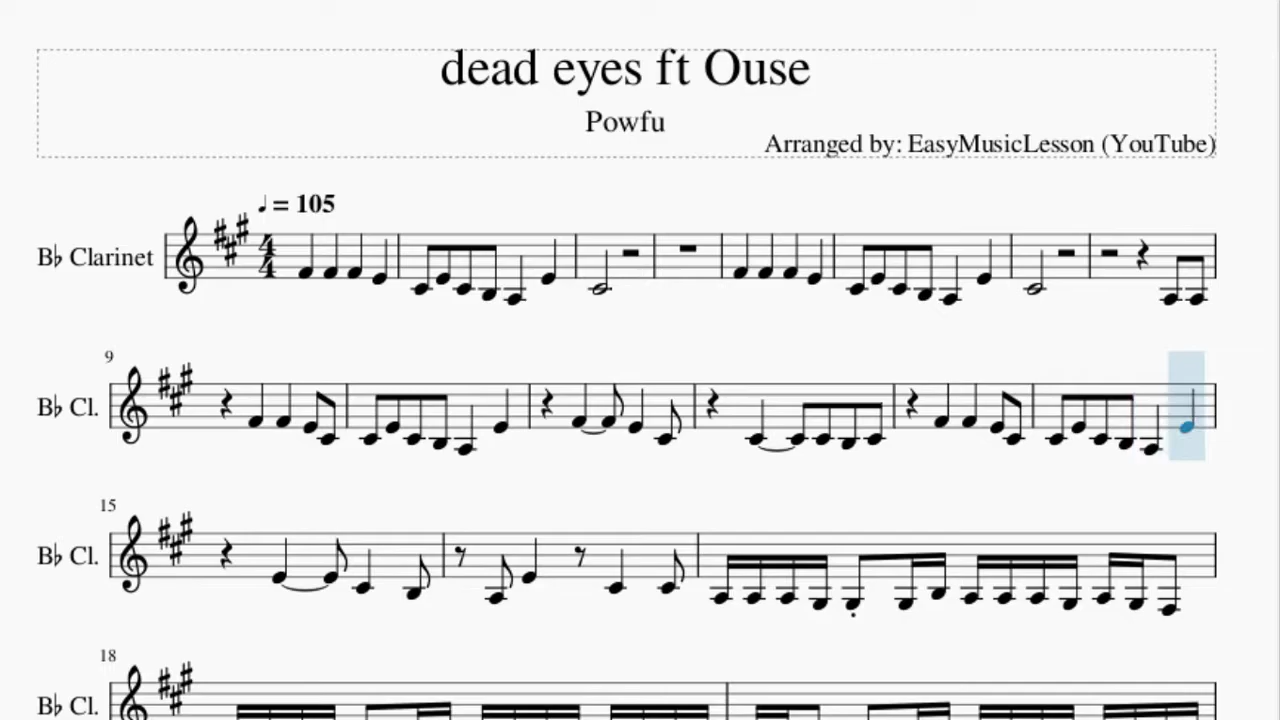 dead eyes ft Ouse
Powfu
Arranged by: EasyMusicLesson (YouTube)
♩ = 105
B♭ Clarinet
4
4
9
B♭ Cl.
15
B♭ Cl.
18
B♭ Cl.